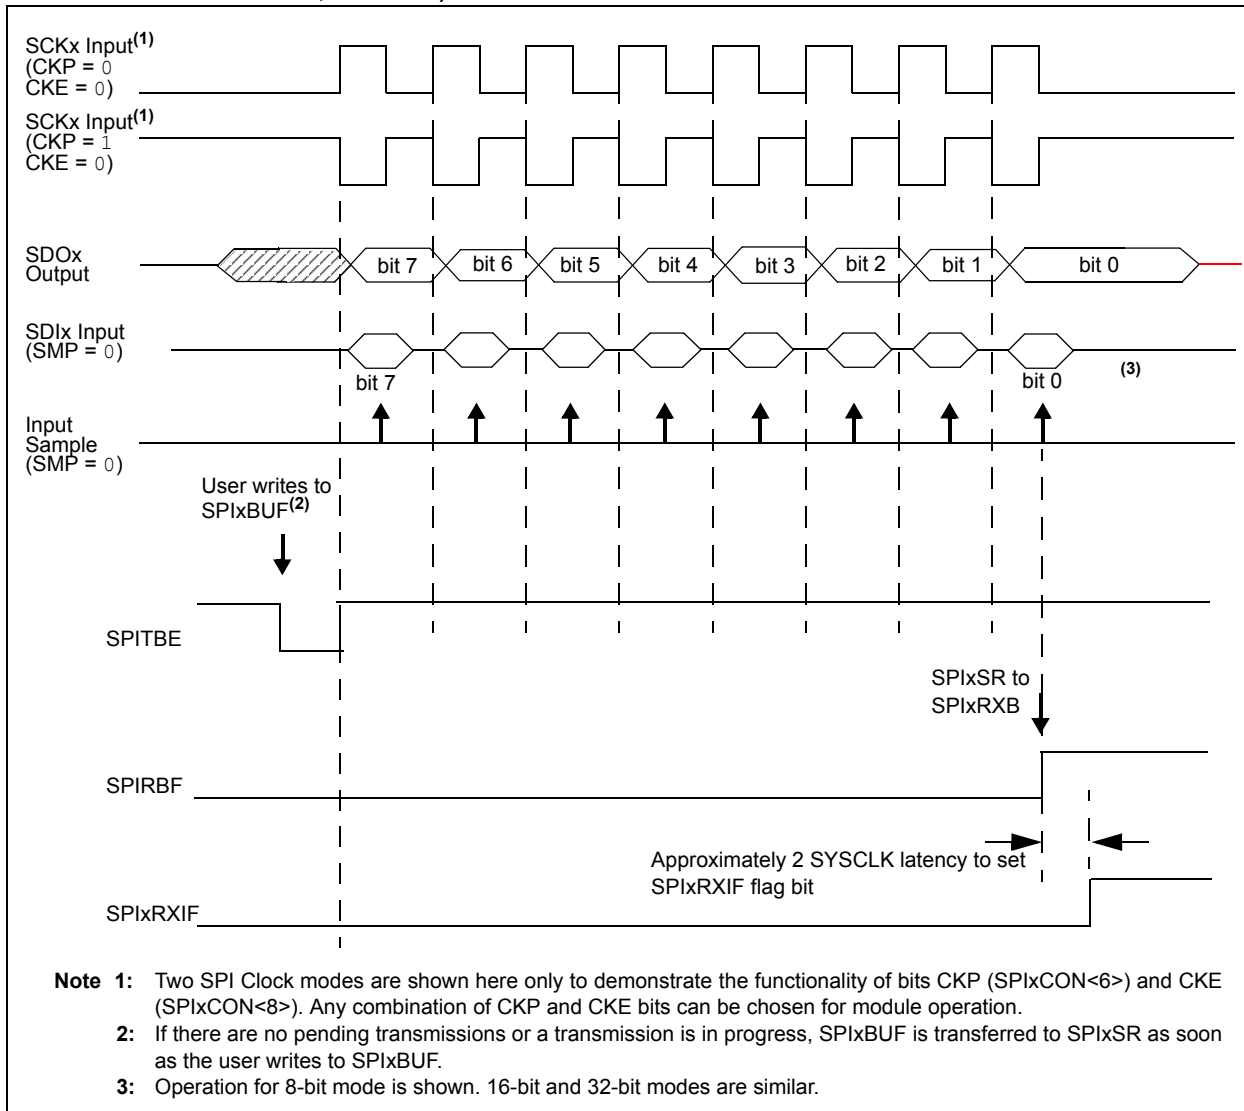 SCKx Input(1)
(CKP = 0
CKE = 0)
SCKx Input(1)
(CKP = 1
CKE = 0)
SDOx
Output
bit 7 bit 6 bit 5 bit 4 bit 3 bit 2 bit 1 bit 0
SDIx Input
(SMP = 0)
bit 7 bit 0 (3)
Input
Sample
(SMP = 0)
User writes to
SPIxBUF(2)
SPITBE
SPIxSR to
SPIxRXB
SPIRBF
Approximately 2 SYSCLK latency to set
SPIxRXIF flag bit
SPIxRXIF
Note 1: Two SPI Clock modes are shown here only to demonstrate the functionality of bits CKP (SPIxCON<6>) and CKE
(SPIxCON<8>). Any combination of CKP and CKE bits can be chosen for module operation.
2: If there are no pending transmissions or a transmission is in progress, SPIxBUF is transferred to SPIxSR as soon
as the user writes to SPIxBUF.
3: Operation for 8-bit mode is shown. 16-bit and 32-bit modes are similar.